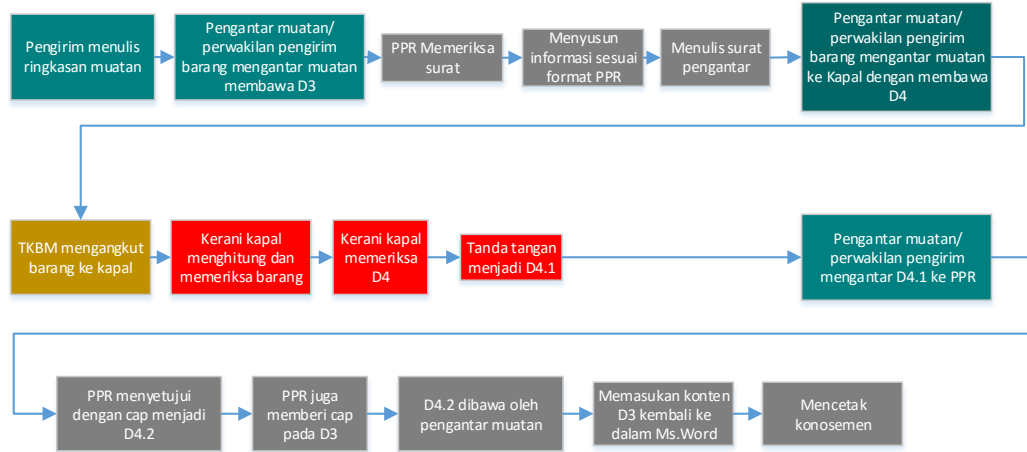 Pengirim menulis
ringkasan muatan
Pengantar muatan/
perwakilan pengirim
barang mengantar muatan
membawa D3
PPR Memeriksa
surat
Menyusun
informasi sesuai
format PPR
Menulis surat
pengantar
Pengantar muatan/
perwakilan pengirim
barang mengantar muatan
ke Kapal dengan membawa
D4
TKBM mengangkut
barang ke kapal
Kerani kapal
menghitung dan
memeriksa barang
Kerani kapal
memeriksa
D4
Tanda tangan
menjadi D4.1
Pengantar muatan/
perwakilan pengirim
mengantar D4.1 ke PPR
PPR menyetujui
dengan cap menjadi
D4.2
PPR juga
memberi cap
pada D3
D4.2 dibawa oleh
pengantar muatan
Memasukan konten
D3 kembali ke
dalam Ms.Word
Mencetak
konosemen